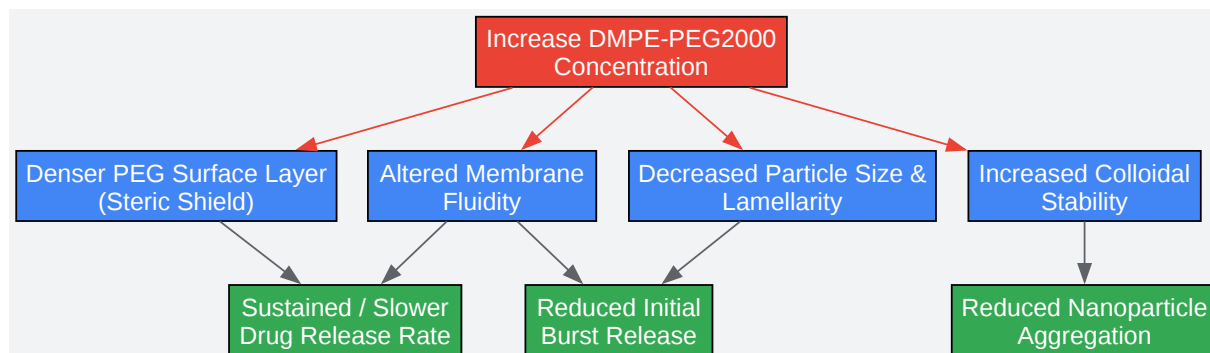 Increase DMPE-PEG2000
Concentration
Denser PEG Surface Layer
(Steric Shield)
Altered Membrane
Fluidity
Decreased Particle Size &
Lamellarity
Increased Colloidal
Stability
Sustained / Slower
Drug Release Rate
Reduced Initial
Burst Release
Reduced Nanoparticle
Aggregation